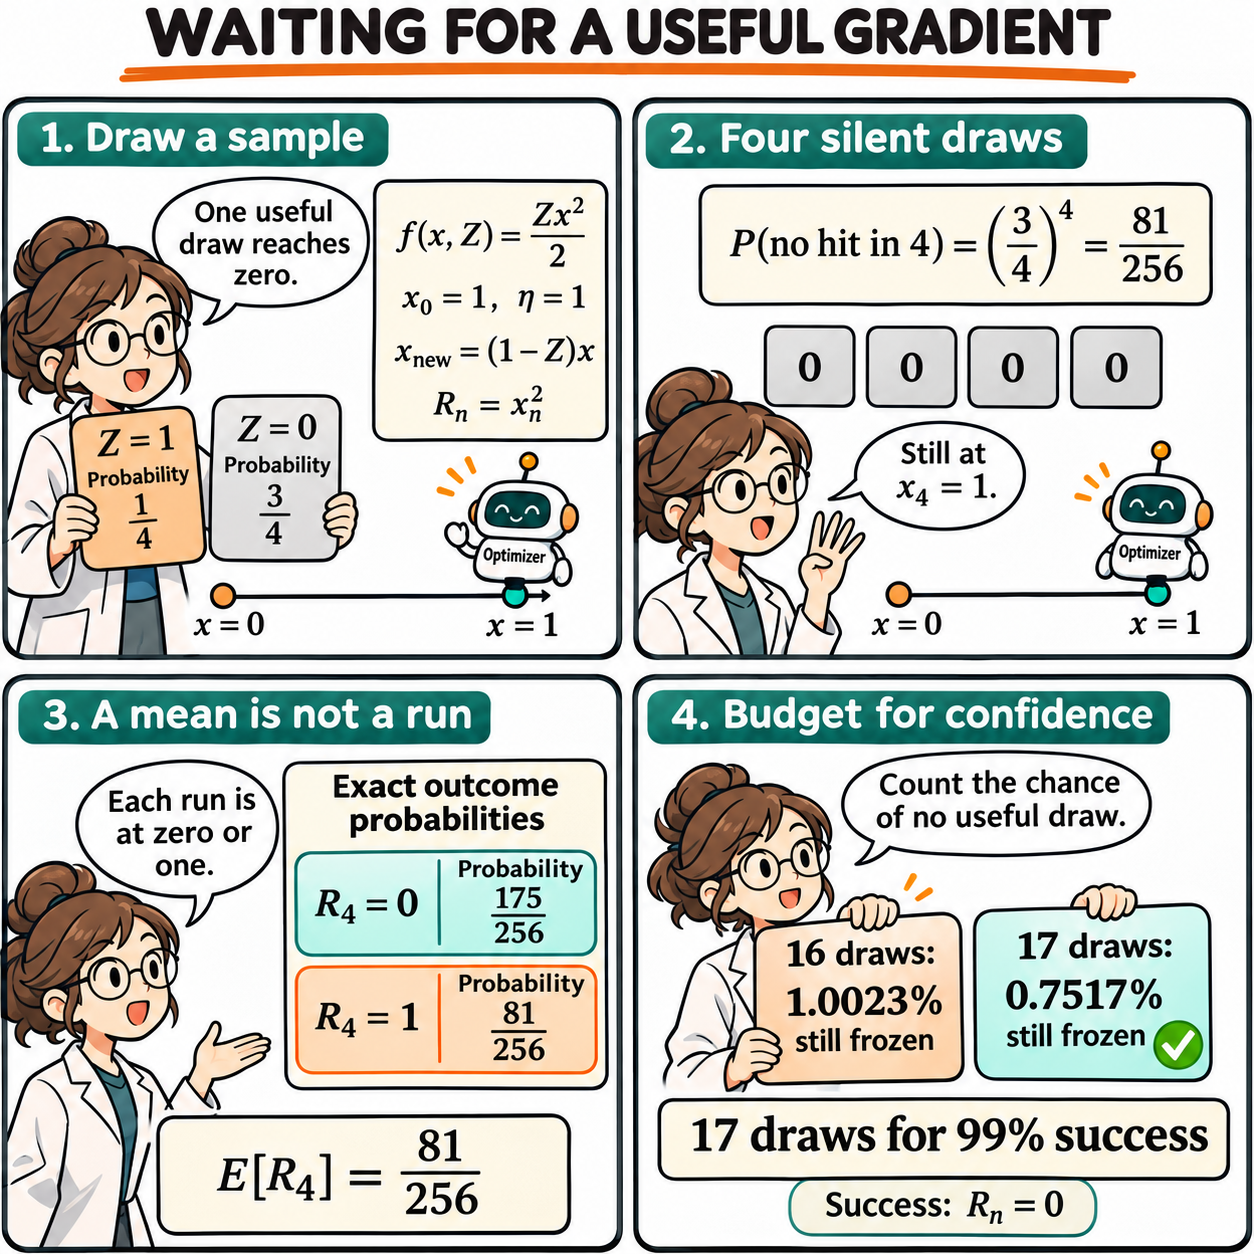 WAITING FOR A USEFUL GRADIENT
1. Draw a sample
One useful
draw reaches
zero.
f(x, Z) = Zx²/2
x₀ = 1, η = 1
x_new = (1 − Z)x
Rₙ = xₙ²
Z = 1
Probability
1/4
Z = 0
Probability
3/4
Optimizer
x = 0
x = 1
2. Four silent draws
P(no hit in 4) = (3/4)⁴ = 81/256
0 0 0 0
Still at
x₄ = 1.
Optimizer
x = 0
x = 1
3. A mean is not a run
Each run is
at zero or
one.
Exact outcome
probabilities
R₄ = 0
Probability
175/256
R₄ = 1
Probability
81/256
E[R₄] = 81/256
4. Budget for confidence
Count the chance
of no useful draw.
16 draws:
1.0023%
still frozen
17 draws:
0.7517%
still frozen
17 draws for 99% success
Success: Rₙ = 0